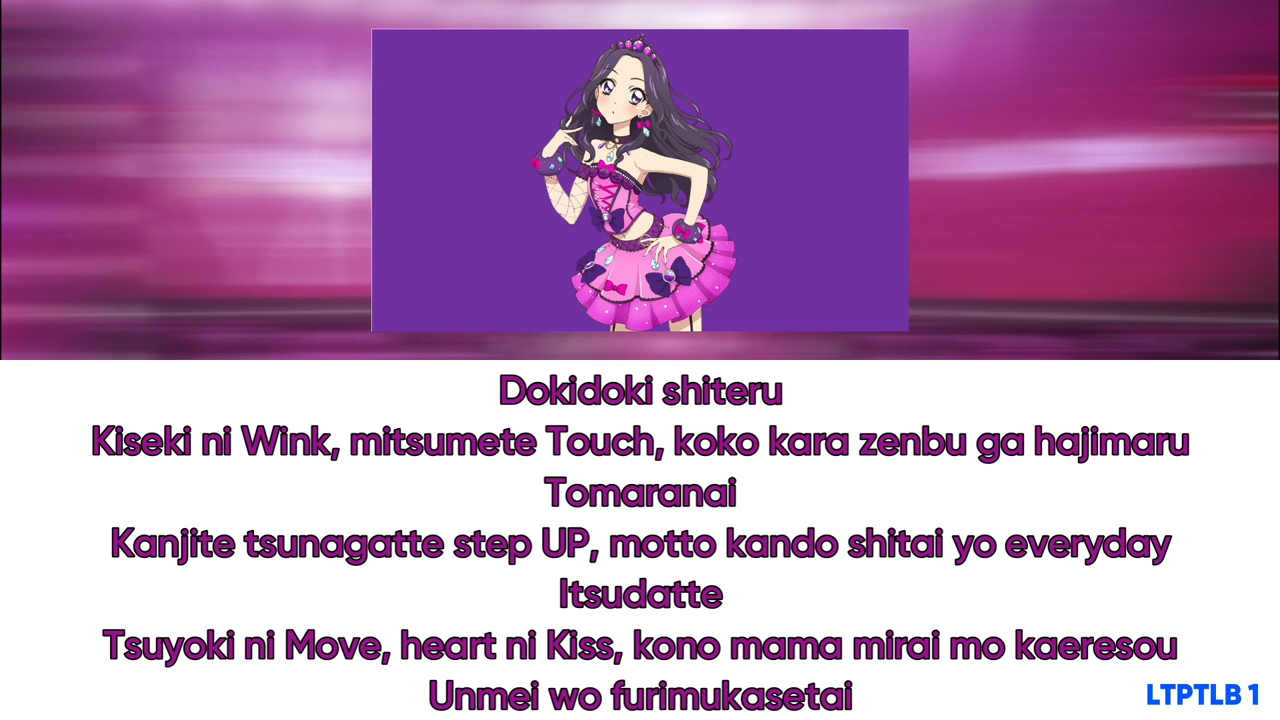 Dokidoki shiteru
Kiseki ni Wink, mitsumete Touch, koko kara zenbu ga hajimaru
Tomaranai
Kanjite tsunagatte step UP, motto kando shitai yo everyday
Itsudatte
Tsuyoki ni Move, heart ni Kiss, kono mama mirai mo kaeresou
Unmei wo furimukasetai
LTPTLB 1